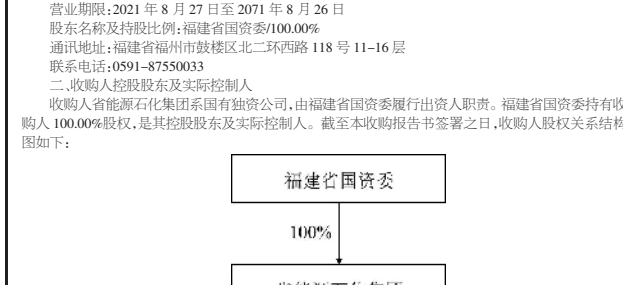 营业期限:2021 年 8 月 27 日至 2071 年 8 月 26 日
股东名称及持股比例:福建省国资委/100.00%
通讯地址:福建省福州市鼓楼区北二环西路 118 号 11-16 层
联系电话:0591-87550033
二、收购人控股股东及实际控制人
收购人省能源石化集团系国有独资公司,由福建省国资委履行出资人职责。福建省国资委持有收
购人 100.00%股权,是其控股股东及实际控制人。截至本收购报告书签署之日,收购人股权关系结构
图如下:
福建省国资委
100%